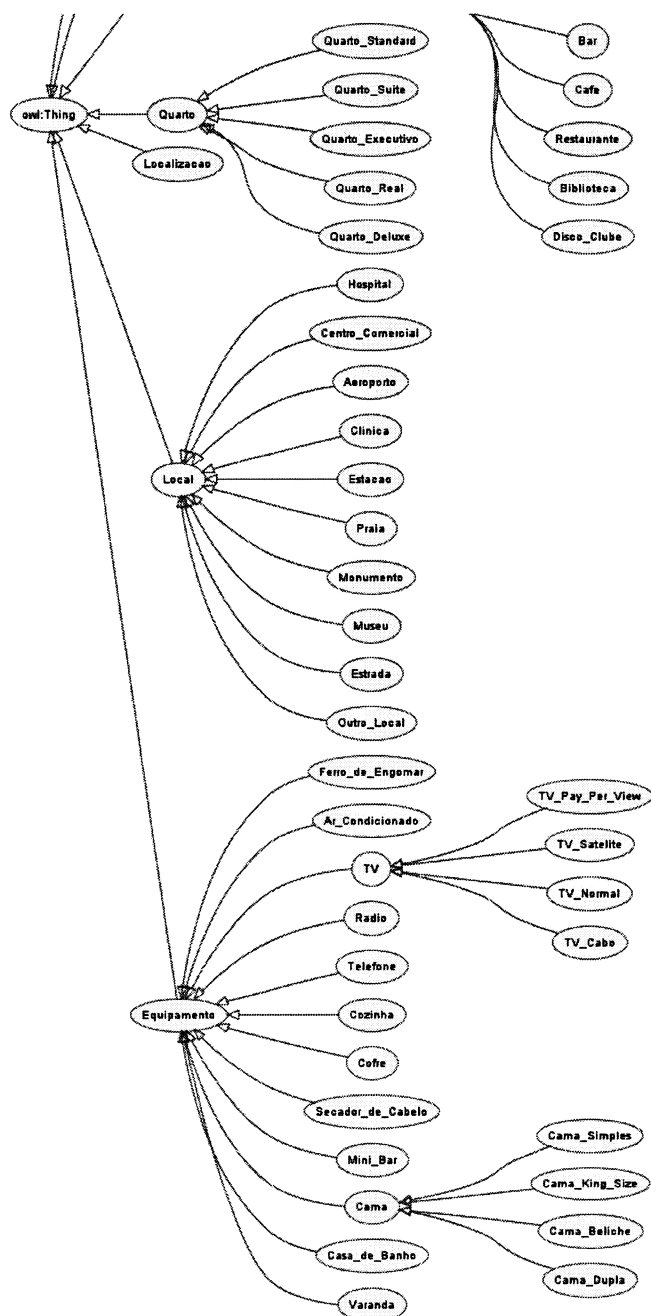 Quarto_Standard
Bar
Quarto_Suite
Cafe
owl:Thing
Quarto
Quarto_Executivo
Restaurante
Localizacao
Quarto_Real
Biblioteca
Quarto_Deluxe
Disco_Clube
Hospital
Centro_Comercial
Aeroporto
Clinica
Local
Estacao
Praia
Monumento
Museu
Estrada
Outro_Local
Ferro_de_Engomar
TV_Pay_Per_View
Ar_Condicionado
TV_Satelite
TV
TV_Normal
Radio
TV_Cabo
Telefone
Equipamento
Cozinha
Cofre
Secador_de_Cabelo
Cama_Simples
Mini_Bar
Cama_King_Size
Cama
Cama_Beliche
Casa_de_Banho
Cama_Dupla
Varanda